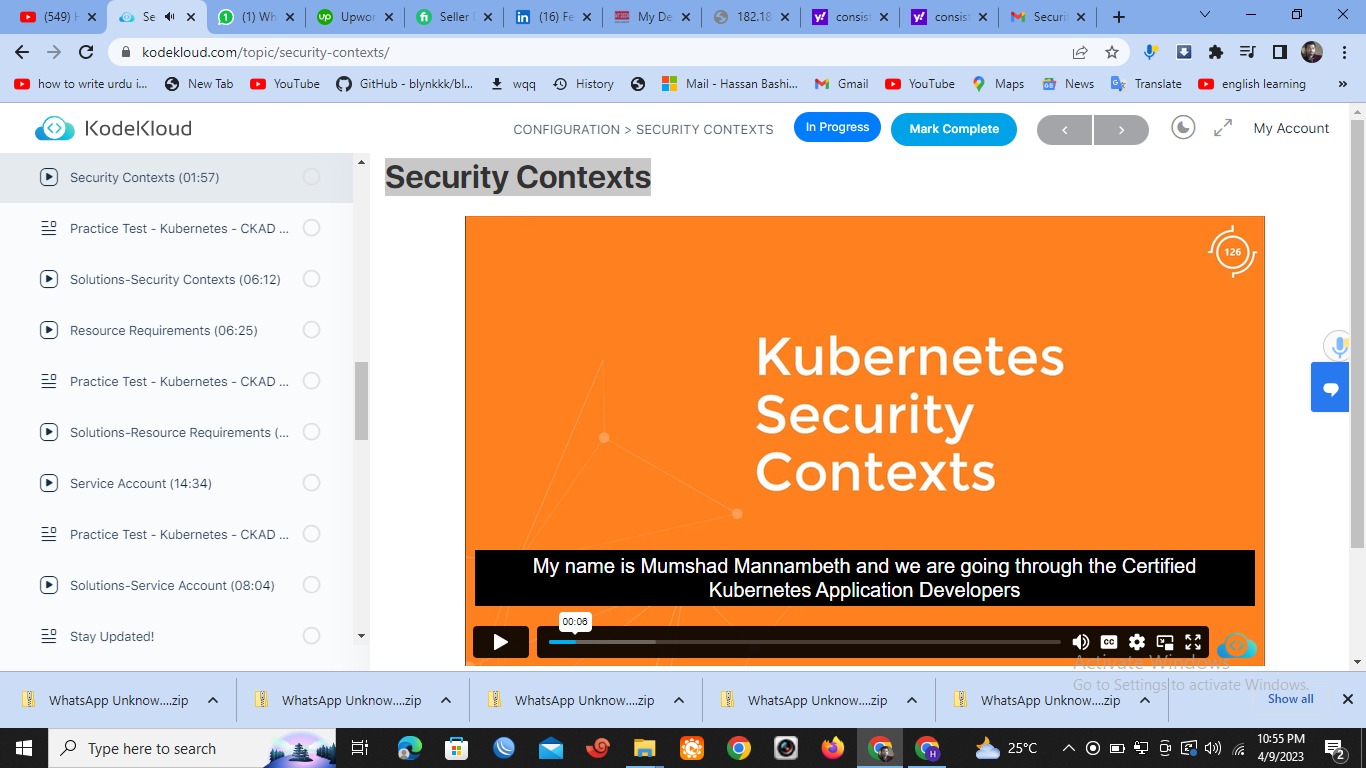 (549) H
Se
(1) Wh
Upwor
Seller
(16) Fe
My De
182.18
consist
consist
Securit
kodekloud.com/topic/security-contexts/
how to write urdu i...
New Tab
YouTube
GitHub - blynkkk/bl...
wqq
History
Mail - Hassan Bashi...
Gmail
YouTube
Maps
News
Translate
english learning
»
KodeKloud
CONFIGURATION > SECURITY CONTEXTS
In Progress
Mark Complete
My Account
Security Contexts (01:57)
Practice Test - Kubernetes - CKAD ...
Solutions-Security Contexts (06:12)
Resource Requirements (06:25)
Practice Test - Kubernetes - CKAD ...
Solutions-Resource Requirements (...
Service Account (14:34)
Practice Test - Kubernetes - CKAD ...
Solutions-Service Account (08:04)
Stay Updated!
Security Contexts
126
Kubernetes
Security
Contexts
My name is Mumshad Mannambeth and we are going through the Certified
Kubernetes Application Developers
00:06
CC
Activate Windows
Go to Settings to activate Windows.
WhatsApp Unknow....zip
WhatsApp Unknow....zip
WhatsApp Unknow....zip
WhatsApp Unknow....zip
WhatsApp Unknow....zip
Show all
Type here to search
25°C
10:55 PM
4/9/2023
2